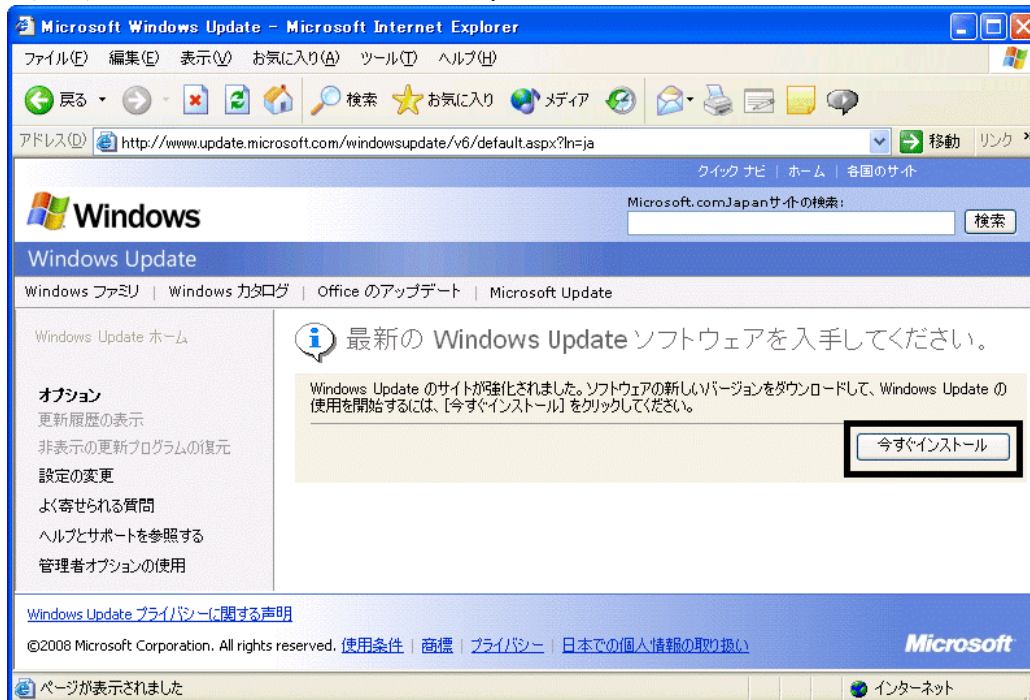 Microsoft Windows Update - Microsoft Internet Explorer
ファイル(F) 編集(E) 表示(V) お気に入り(A) ツール(T) ヘルプ(H)
戻る 検索 お気に入り メディア
アドレス(D) http://www.update.microsoft.com/windowsupdate/v6/default.aspx?ln=ja 移動 リンク »
クイック ナビ | ホーム | 各国のサイト
Windows
Microsoft.comJapanサイトの検索:
検索
Windows Update
Windows ファミリ | Windows カタログ | Office のアップデート | Microsoft Update
Windows Update ホーム
オプション
更新履歴の表示
非表示の更新プログラムの復元
設定の変更
よく寄せられる質問
ヘルプとサポートを参照する
管理者オプションの使用
最新の Windows Update ソフトウェアを入手してください。
Windows Update のサイトが強化されました。ソフトウェアの新しいバージョンをダウンロードして、Windows Update の
使用を開始するには、[今すぐインストール] をクリックしてください。
今すぐインストール
Windows Update プライバシーに関する声明
©2008 Microsoft Corporation. All rights reserved. 使用条件 | 商標 | プライバシー | 日本での個人情報の取り扱い
Microsoft
ページが表示されました インターネット